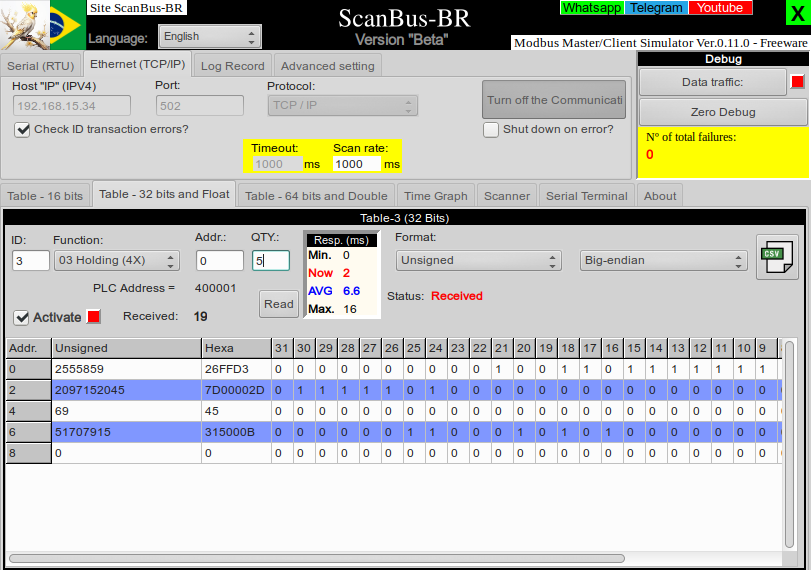 Site ScanBus-BR
ScanBus-BR
Whatsapp Telegram Youtube
X
Language: English
Version "Beta"
Modbus Master/Client Simulator Ver.0.11.0 - Freeware
Serial (RTU) Ethernet (TCP/IP) Log Record Advanced setting
Debug
Host "IP" (IPV4) Port: Protocol:
192.168.15.34 502 TCP / IP
Turn off the Communicati
Data traffic:
Zero Debug
Check ID transaction errors? Shut down on error?
Nº of total failures:
0
Timeout: Scan rate:
1000 ms 1000 ms
Table - 16 bits Table - 32 bits and Float Table - 64 bits and Double Time Graph Scanner Serial Terminal About
Table-3 (32 Bits)
ID: Function: Addr.: QTY.: Resp. (ms) Format:
3 03 Holding (4X) 0 5 Min. 0 Unsigned Big-endian CSV
Now 2
PLC Address = 400001 AVG 6.6 Status: Received
Activate Received: 19 Read Max. 16
Addr. Unsigned Hexa 31 30 29 28 27 26 25 24 23 22 21 20 19 18 17 16 15 14 13 12 11 10 9
0 2555859 26FFD3 0 0 0 0 0 0 0 0 0 0 1 0 0 1 1 0 1 1 1 1 1 1 1
2 2097152045 7D00002D 0 1 1 1 1 1 0 1 0 0 0 0 0 0 0 0 0 0 0 0 0 0 0
4 69 45 0 0 0 0 0 0 0 0 0 0 0 0 0 0 0 0 0 0 0 0 0 0 0
6 51707915 315000B 0 0 0 0 0 0 1 1 0 0 0 1 0 1 0 1 0 0 0 0 0 0 0
8 0 0 0 0 0 0 0 0 0 0 0 0 0 0 0 0 0 0 0 0 0 0 0 0 0